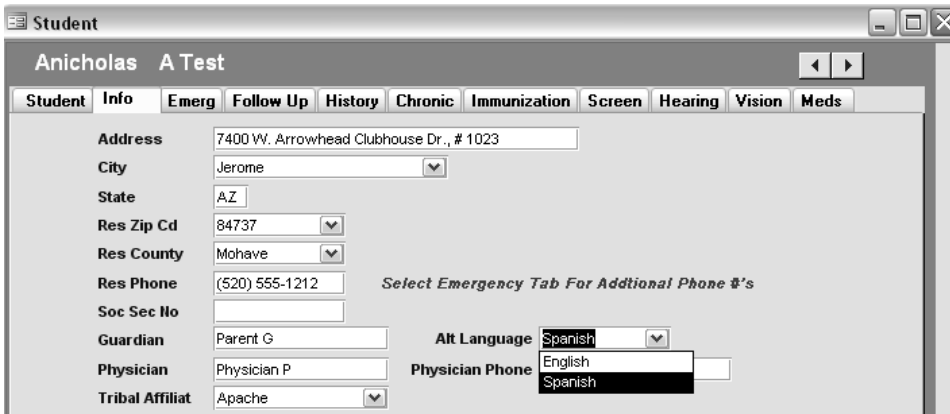 Student
Anicholas A Test
Student Info Emerg Follow Up History Chronic Immunization Screen Hearing Vision Meds
Address 7400 W. Arrowhead Clubhouse Dr., # 1023
City Jerome
State AZ
Res Zip Cd 84737
Res County Mohave
Res Phone (520) 555-1212 Select Emergency Tab For Addtional Phone #'s
Soc Sec No
Guardian Parent G Alt Language Spanish
English
Physician Physician P Physician Phone
Spanish
Tribal Affiliat Apache